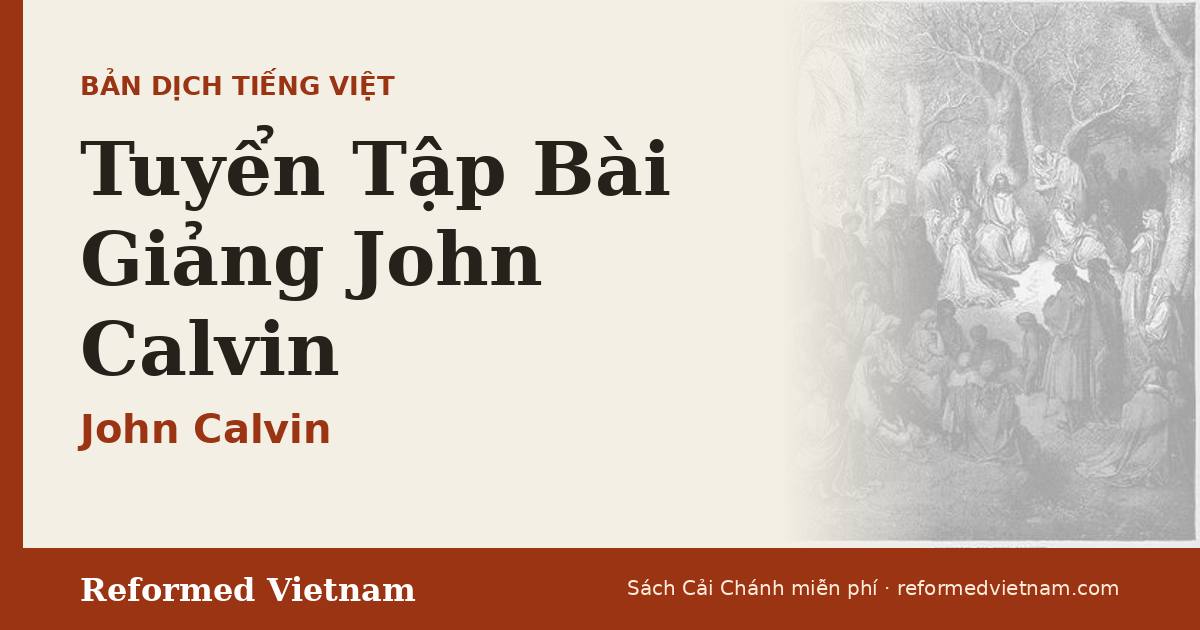 BẢN DỊCH TIẾNG VIỆT
Tuyển Tập Bài
Giảng John
Calvin
John Calvin
Reformed Vietnam
Sách Cải Chánh miễn phí · reformedvietnam.com